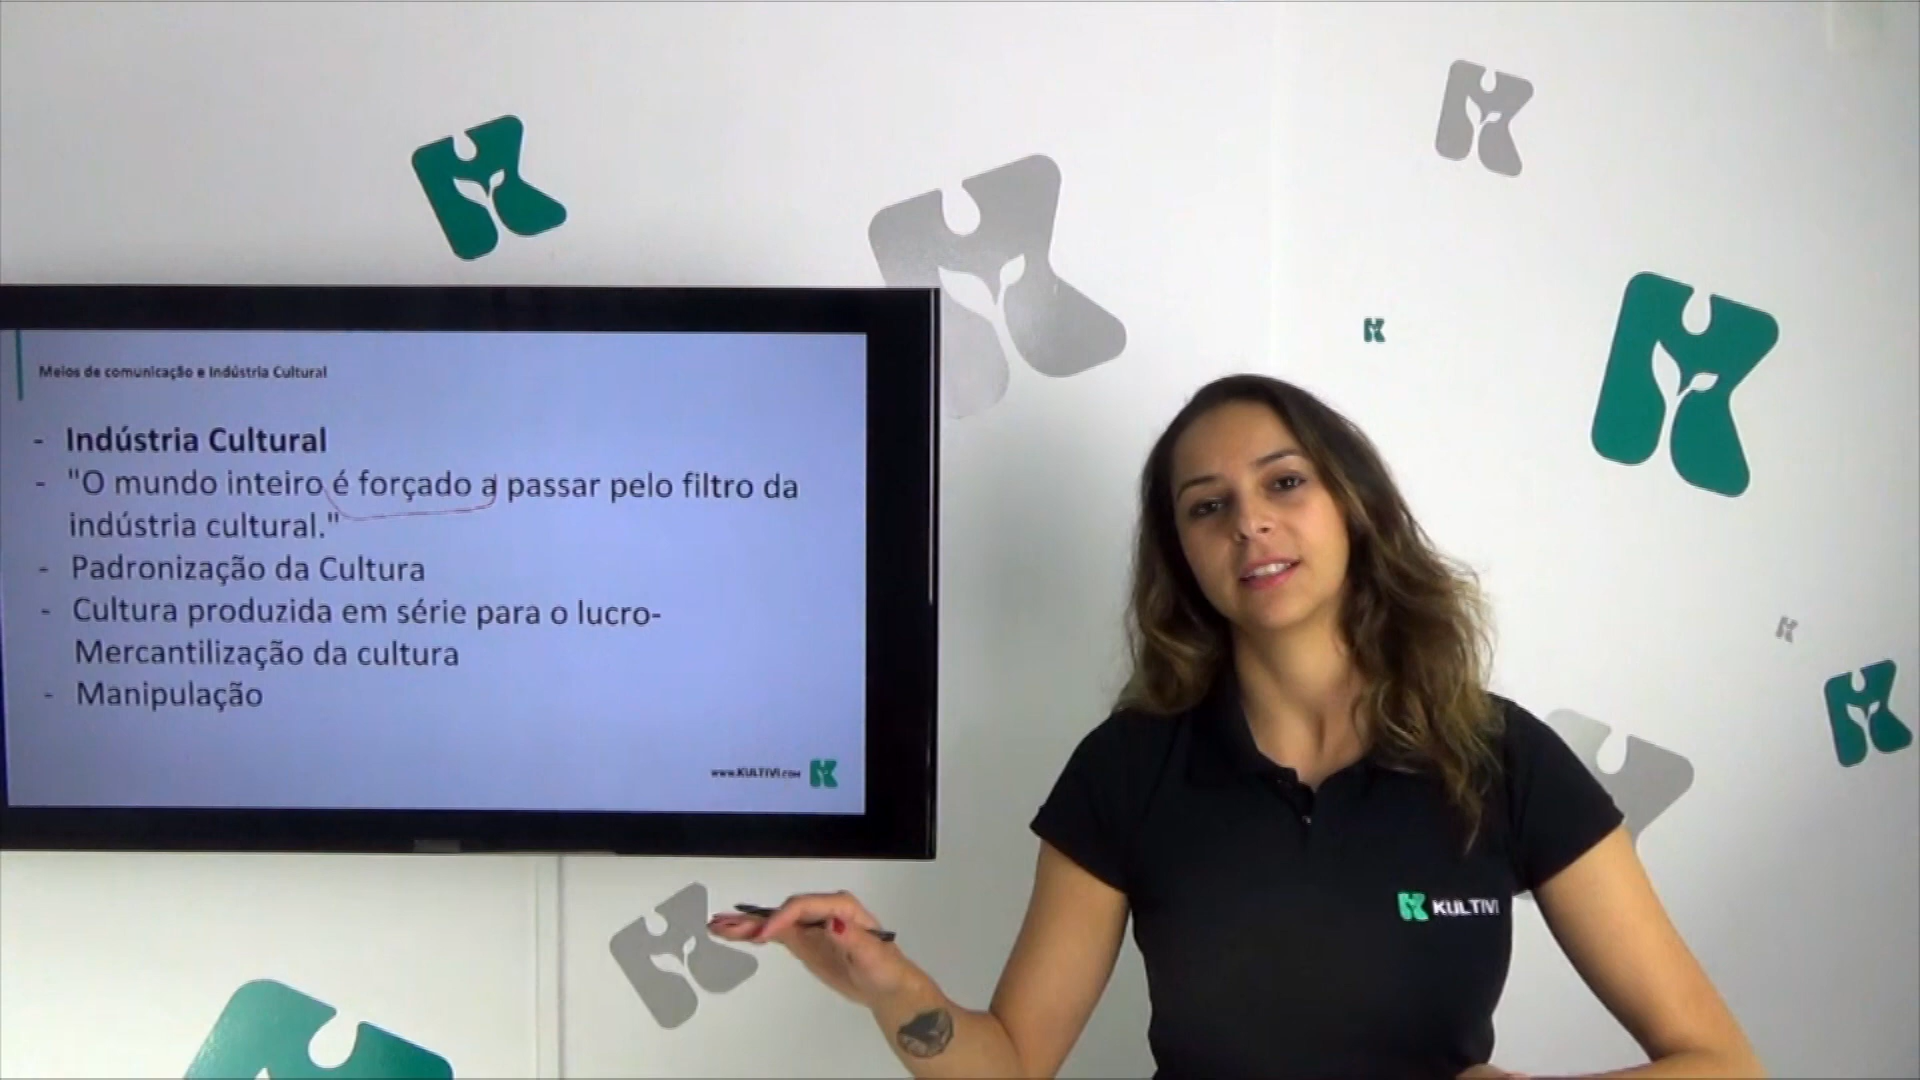 Meios de comunicação e Indústria Cultural
- Indústria Cultural
- "O mundo inteiro é forçado a passar pelo filtro da
indústria cultural."
- Padronização da Cultura
- Cultura produzida em série para o lucro-
Mercantilização da cultura
- Manipulação
www.KULTIVI.com
KULTIVI